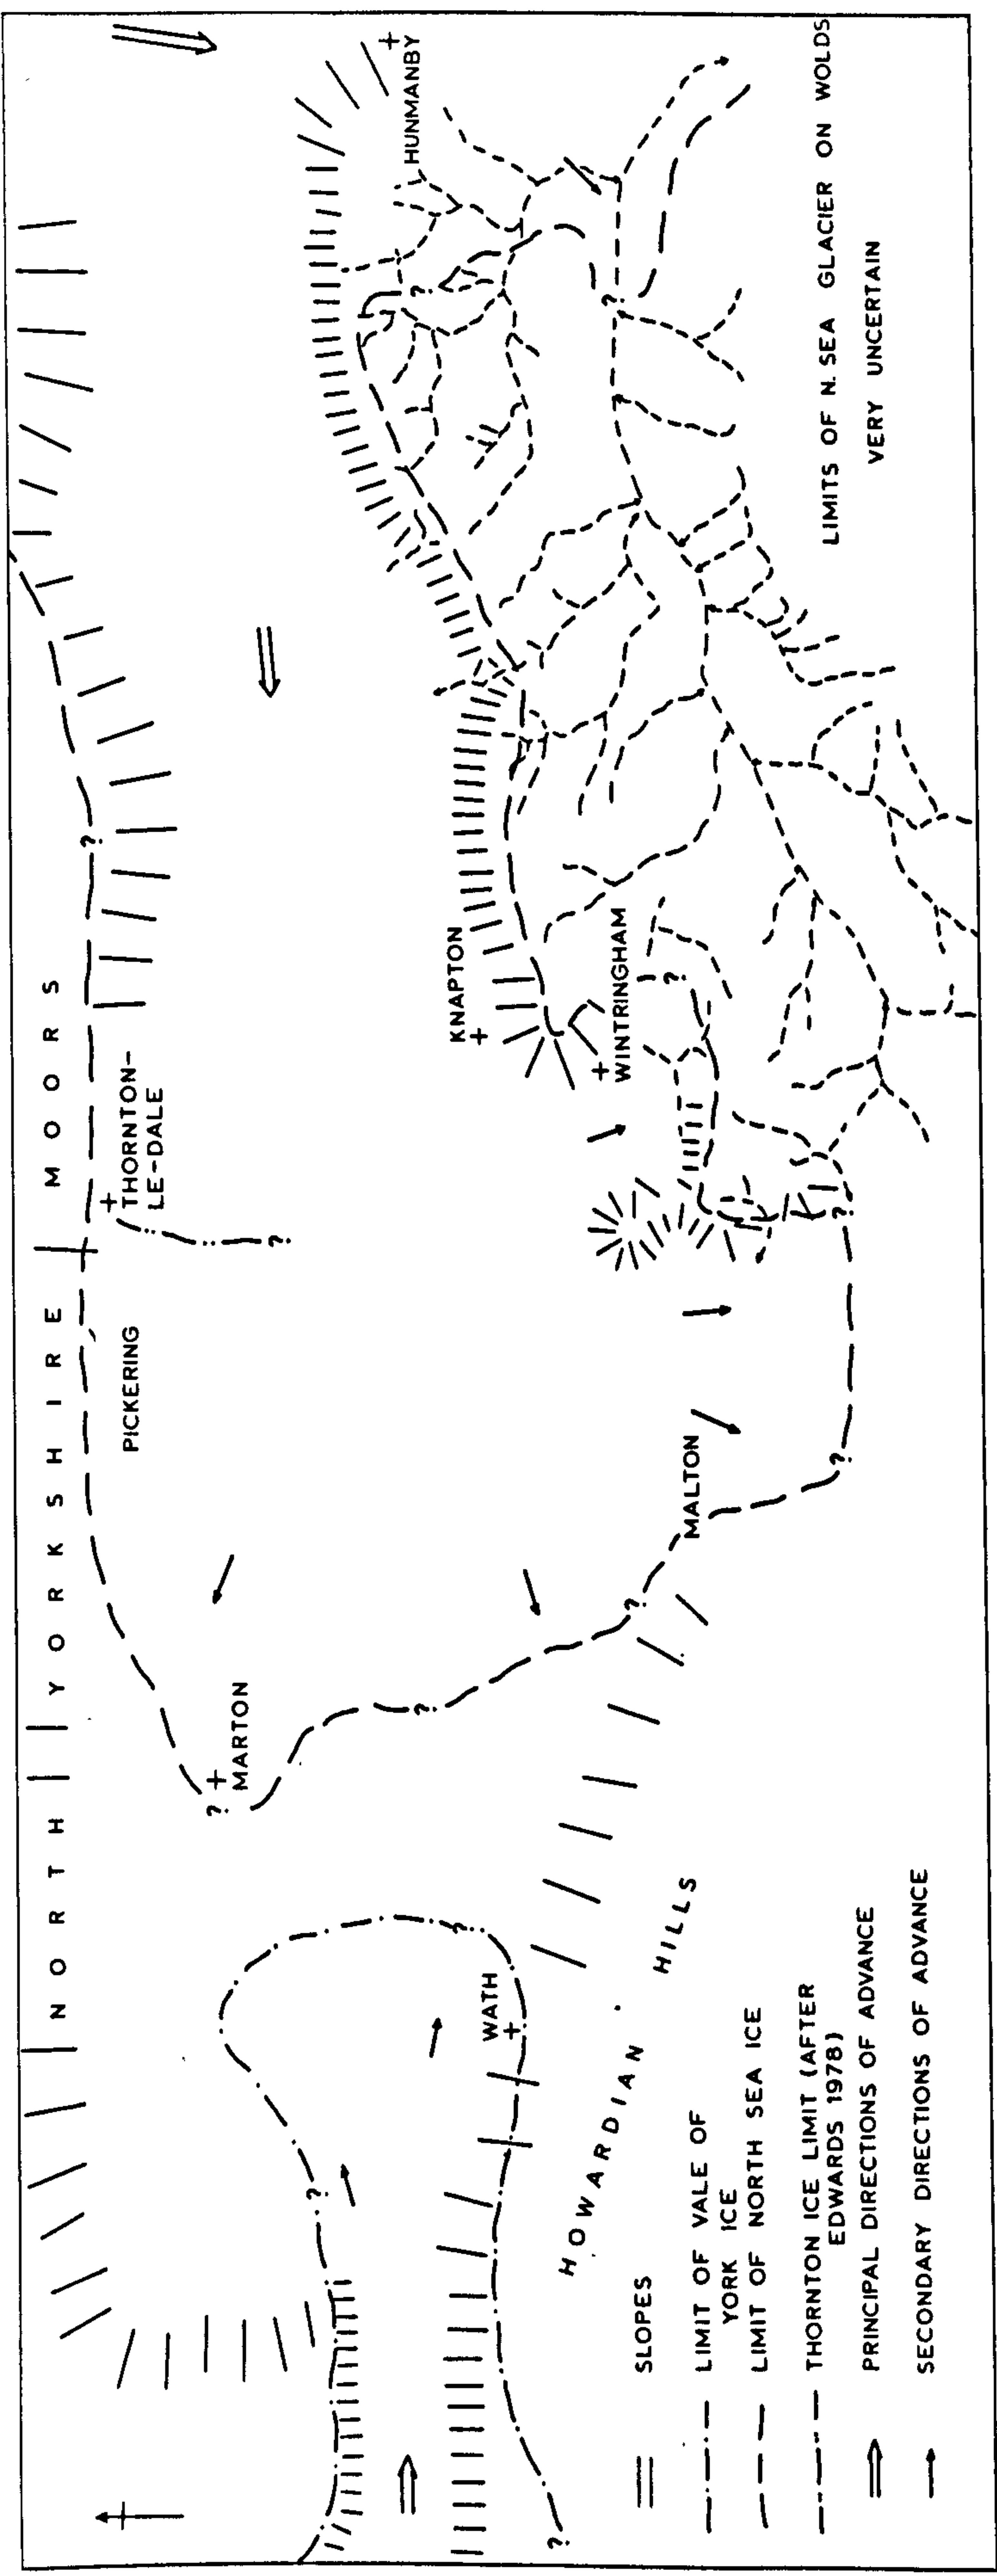 NORTH YORKSHIRE MOORS
THORNTON-
LE-DALE
PICKERING
?
?
? MARTON
?
?
MALTON
?
?
KNAPTON
WINTRINGHAM
?
HUNMANBY
?
?
LIMITS OF N. SEA GLACIER ON WOLDS
VERY UNCERTAIN
WATH
?
?
?
HOWARDIAN HILLS
SLOPES
LIMIT OF VALE OF
YORK ICE
LIMIT OF NORTH SEA ICE
THORNTON ICE LIMIT (AFTER
EDWARDS 1978)
PRINCIPAL DIRECTIONS OF ADVANCE
SECONDARY DIRECTIONS OF ADVANCE